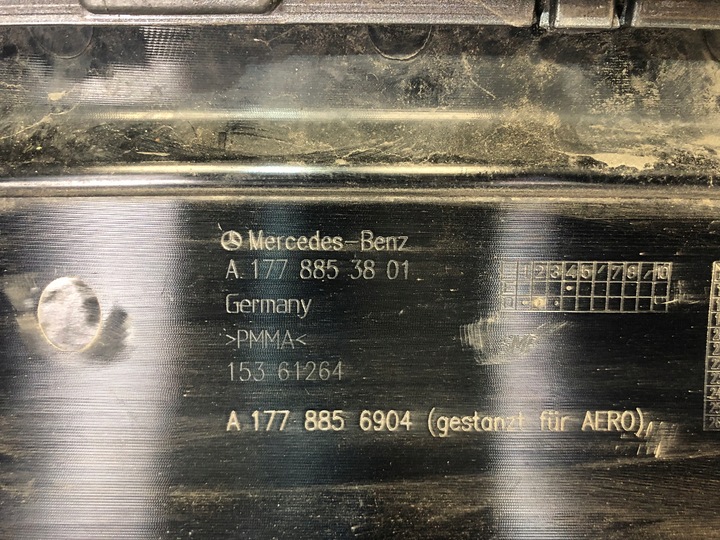 Mercedes-Benz
A 177 885 38 01
Germany
>PMMA<
153 61264
A 177 885 6904 (gestanzt für AERO)